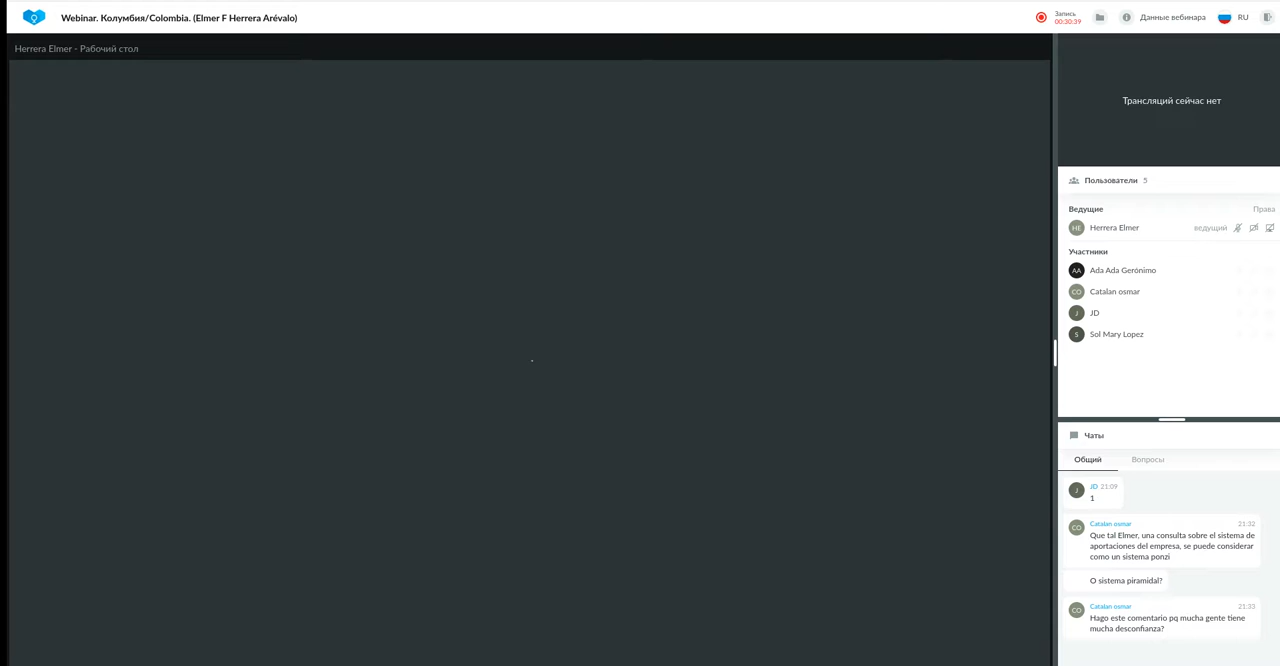 Webinar. Колумбия/Colombia. (Elmer F Herrera Arévalo)
Запись
00:30:39
Данные вебинара
RU
Herrera Elmer - Рабочий стол
Трансляций сейчас нет
Пользователи 5
Ведущие Права
HE Herrera Elmer ведущий
Участники
AA Ada Ada Gerónimo
CO Catalan osmar
J JD
S Sol Mary Lopez
Чаты
Общий Вопросы
J JD 21:09
1
CO Catalan osmar 21:32
Que tal Elmer, una consulta sobre el sistema de
aportaciones del empresa, se puede considerar
como un sistema ponzi
O sistema piramidal?
CO Catalan osmar 21:33
Hago este comentario pq mucha gente tiene
mucha desconfianza?